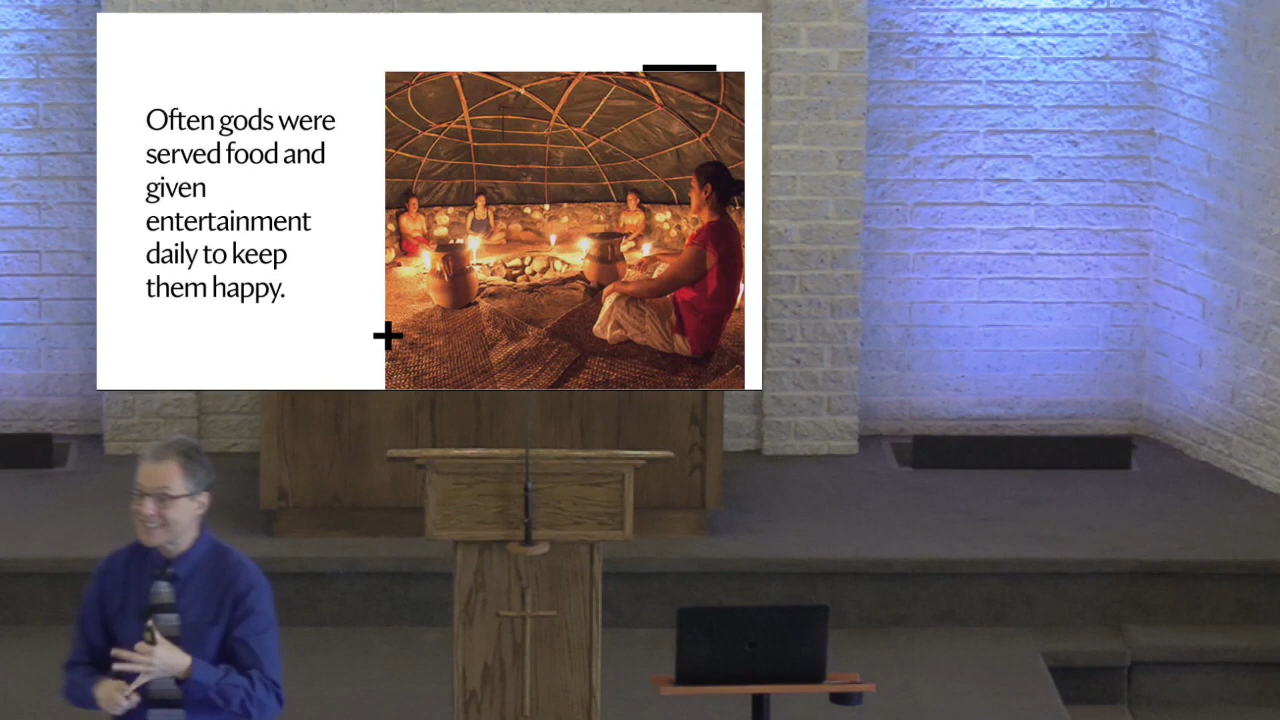 Often gods were
served food and
given
entertainment
daily to keep
them happy.